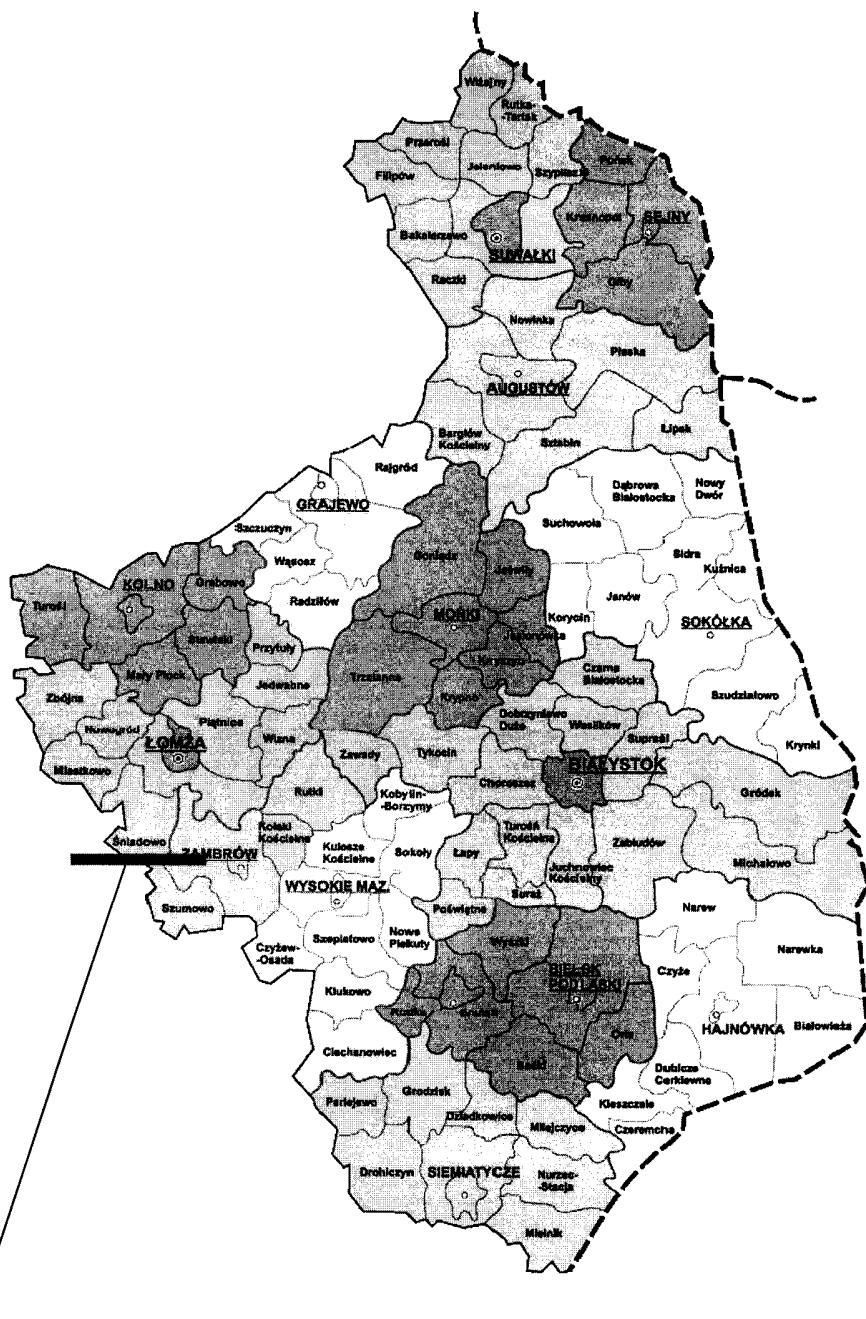 Wiżajny
Rutka-
-Tartak
Przerośl
Jeleniewo
Szypliszki
Puńsk
Filipów
Krasnopol
SEJNY
Bakałarzewo
SUWAŁKI
Raczki
Giby
Nowinka
Płaska
AUGUSTÓW
Bargłów
Kościelny
Sztabin
Lipsk
Rajgród
GRAJEWO
Dąbrowa
Białostocka
Nowy
Dwór
Szczuczyn
Suchowola
Goniądz
Sidra
Wąsosz
Jaświły
Kuźnica
KOLNO
Grabowo
Turośl
Radziłów
Janów
MOŃKI
Korycin
SOKÓŁKA
Stawiski
Przytuły
Jasionówka
Knyszyn
Mały Płock
Trzcianne
Czarna
Białostocka
Jedwabne
Zbójna
Krypno
Szudziałowo
Piątnica
Dobrzyniewo
Duże
Wasilków
Nowogród
Supraśl
ŁOMŻA
Wizna
Zawady
Tykocin
Krynki
Miastkowo
BIAŁYSTOK
Choroszcz
Rutki
Kobylin-
-Borzymy
Gródek
Kołaki
Kościelne
Turośń
Kościelna
Śniadowo
Zabłudów
ZAMBRÓW
Kulesze
Kościelne
Sokoły
Łapy
Michałowo
Juchnowiec
Kościelny
WYSOKIE MAZ.
Suraż
Szumowo
Poświętne
Narew
Szepietowo
Nowe
Piekuty
Wyszki
Czyżew-
-Osada
Narewka
BIELSK
PODLASKI
Czyże
Klukowo
Rudka
Brańsk
HAJNÓWKA
Białowieża
Orla
Ciechanowiec
Boćki
Dubicze
Cerkiewne
Grodzisk
Perlejewo
Kleszczele
Dziadkowice
Milejczyce
Czeremcha
Drohiczyn
SIEMIATYCZE
Nurzec-
-Stacja
Mielnik